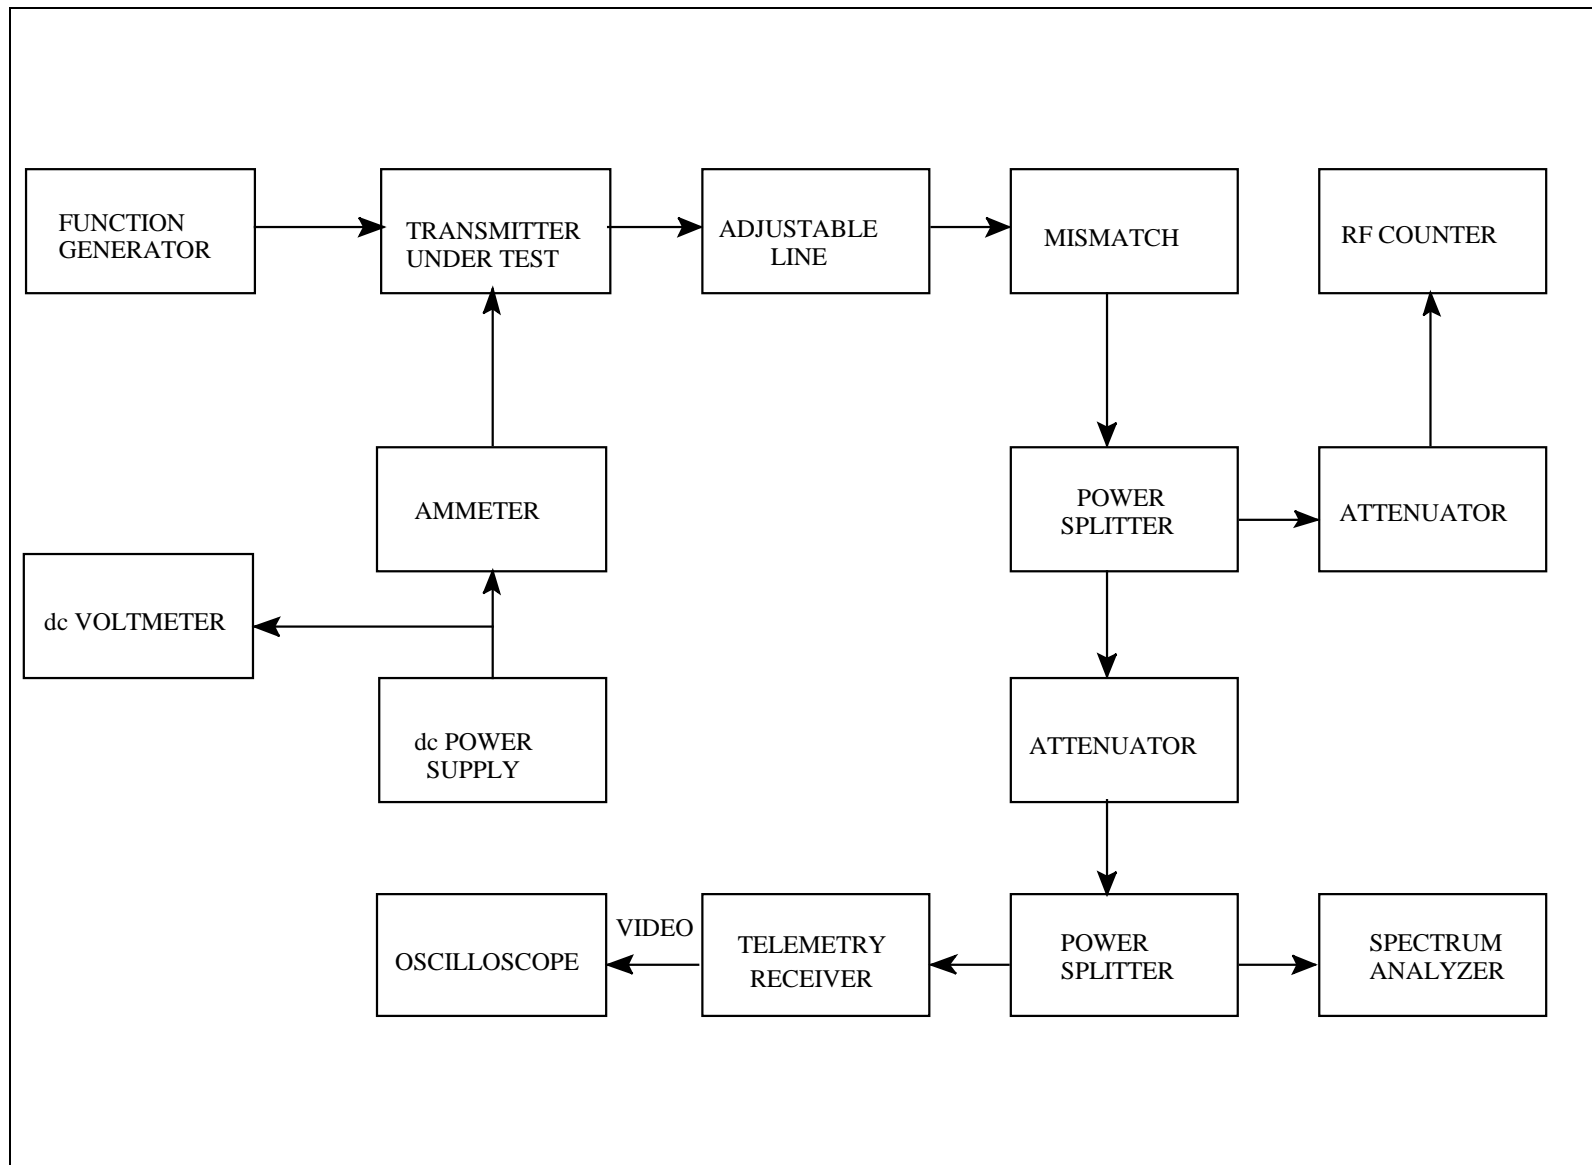 FUNCTION
GENERATOR
TRANSMITTER
UNDER TEST
ADJUSTABLE
LINE
MISMATCH
RF COUNTER
AMMETER
POWER
SPLITTER
ATTENUATOR
dc VOLTMETER
dc POWER
SUPPLY
ATTENUATOR
OSCILLOSCOPE
VIDEO
TELEMETRY
RECEIVER
POWER
SPLITTER
SPECTRUM
ANALYZER